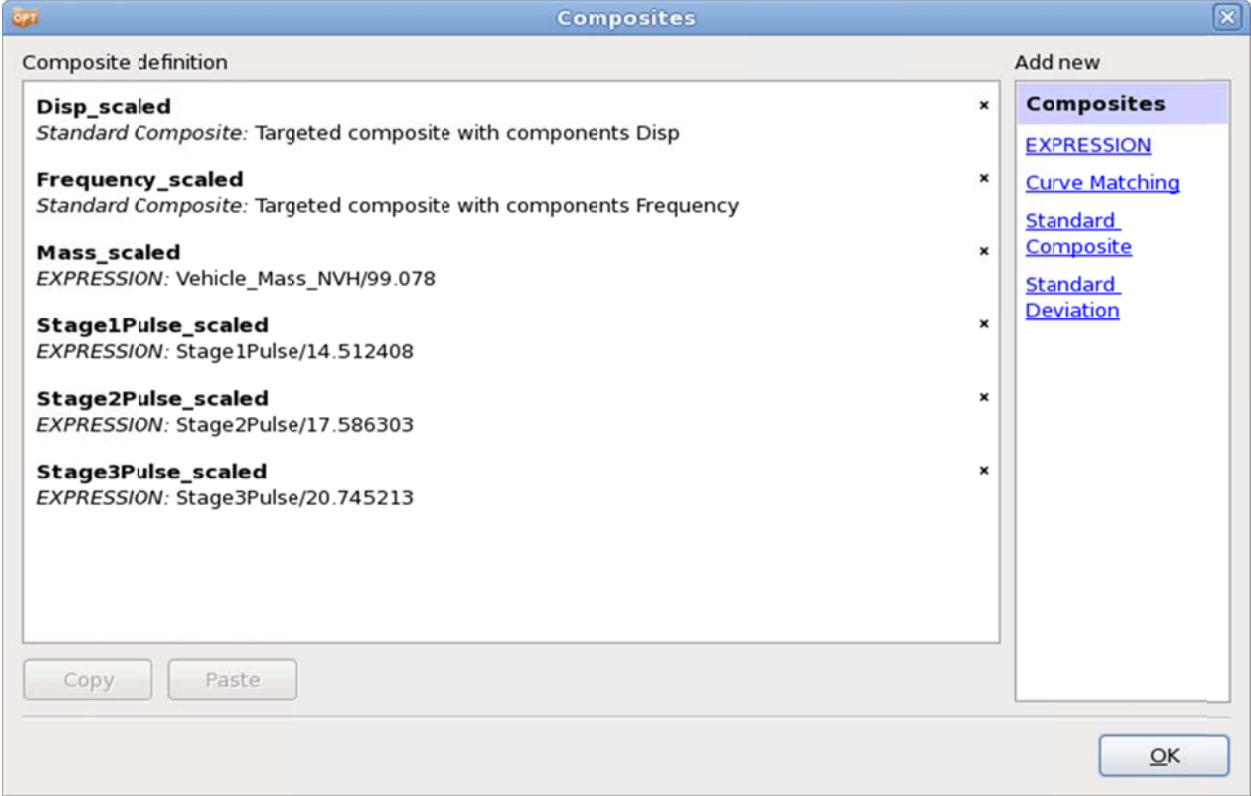 OPT
Composites
Composite definition
Disp_scaled
Standard Composite: Targeted composite with components Disp
Frequency_scaled
Standard Composite: Targeted composite with components Frequency
Mass_scaled
EXPRESSION: Vehicle_Mass_NVH/99.078
Stage1Pulse_scaled
EXPRESSION: Stage1Pulse/14.512408
Stage2Pulse_scaled
EXPRESSION: Stage2Pulse/17.586303
Stage3Pulse_scaled
EXPRESSION: Stage3Pulse/20.745213
Copy
Paste
Add new
Composites
EXPRESSION
Curve Matching
Standard
Composite
Standard
Deviation
OK